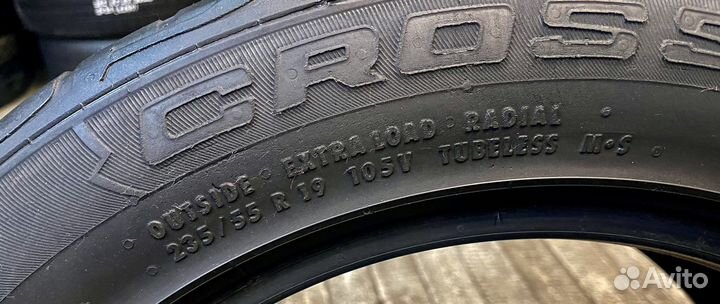 CROSS
OUTSIDE · EXTRA LOAD · RADIAL
235/55 R 19 105V TUBELESS M·S
Avito